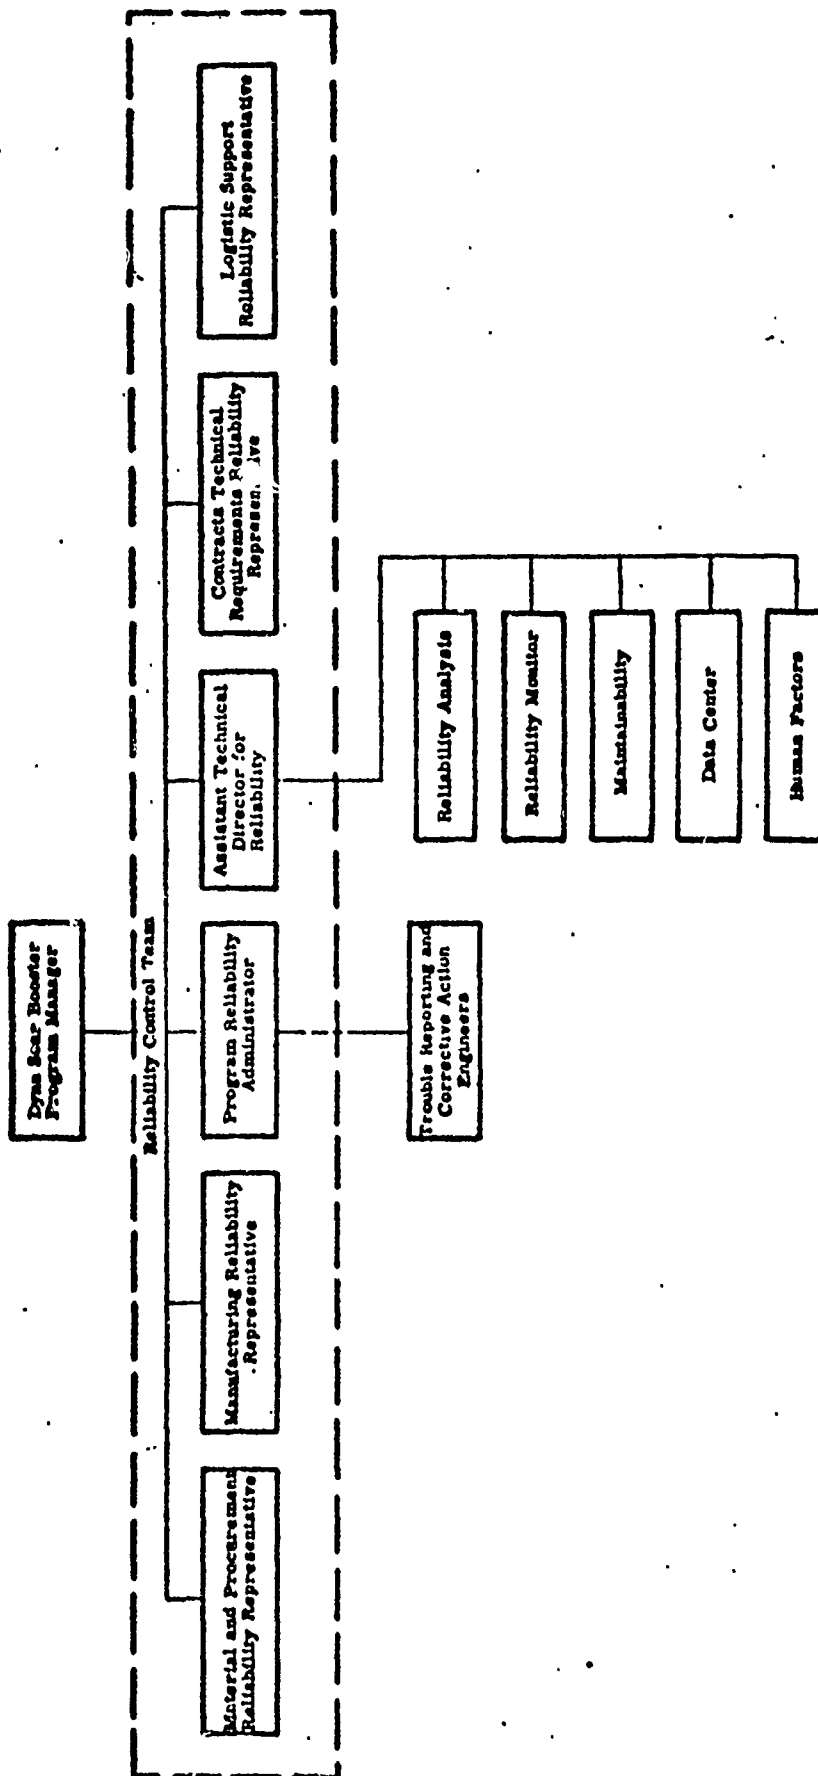 Dyna Soar Booster
Program Manager
Reliability Control Team
Material and Procurement
Reliability Representative
Manufacturing Reliability
Representative
Program Reliability
Administrator
Assistant Technical
Director for
Reliability
Contracts Technical
Requirements Reliability
Logistic Support
Reliability Representative
Trouble Reporting and
Corrective Action
Engineers
Reliability Analysis
Reliability Monitor
Maintainability
Data Center
Human Factors